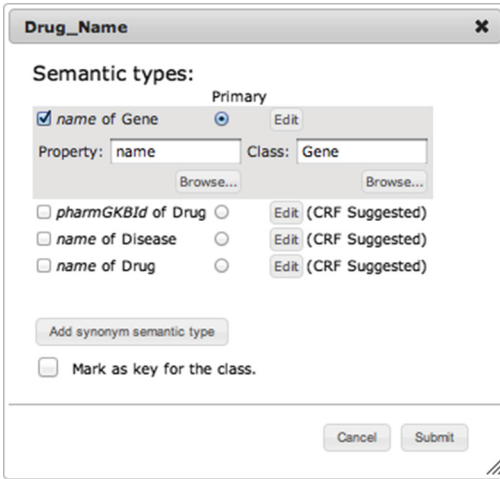 Drug_Name
Semantic types:
Primary
name of Gene Edit
Property: name Class: Gene
Browse... Browse...
pharmGKBId of Drug Edit (CRF Suggested)
name of Disease Edit (CRF Suggested)
name of Drug Edit (CRF Suggested)
Add synonym semantic type
Mark as key for the class.
Cancel Submit